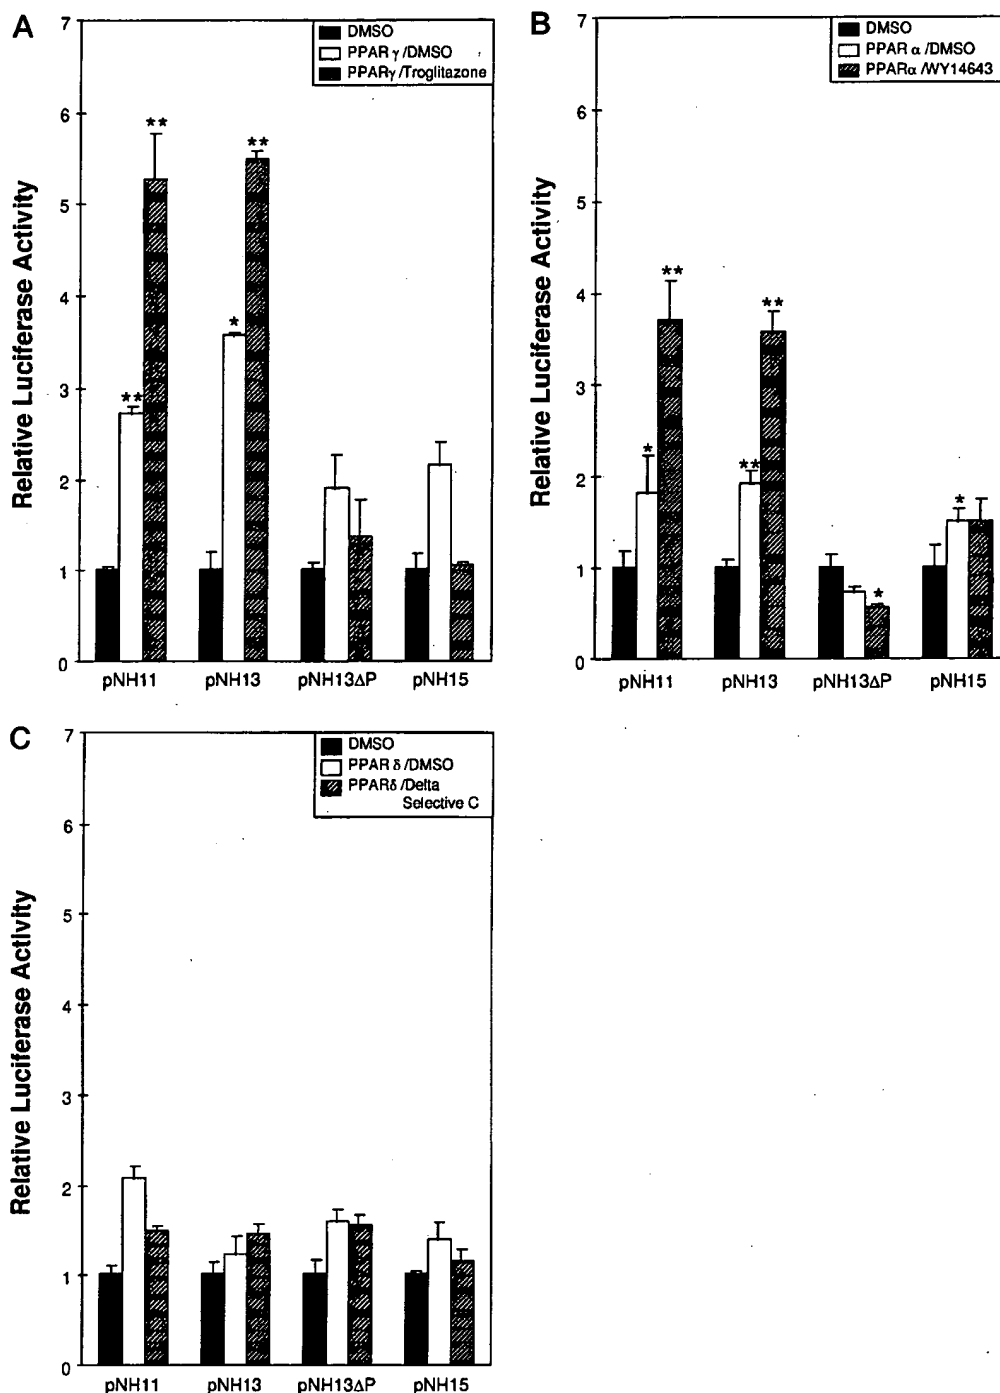 A
DMSO
PPAR γ/DMSO
PPARγ/Troglitazone
Relative Luciferase Activity
7
6
5
4
3
2
1
0
**
**
*
**
pNH11
pNH13
pNH13ΔP
pNH15
B
DMSO
PPAR α/DMSO
PPARα/WY14643
Relative Luciferase Activity
7
6
5
4
3
2
1
0
*
**
**
**
*
*
pNH11
pNH13
pNH13ΔP
pNH15
C
DMSO
PPAR δ/DMSO
PPARδ/Delta
Selective C
Relative Luciferase Activity
7
6
5
4
3
2
1
0
pNH11
pNH13
pNH13ΔP
pNH15